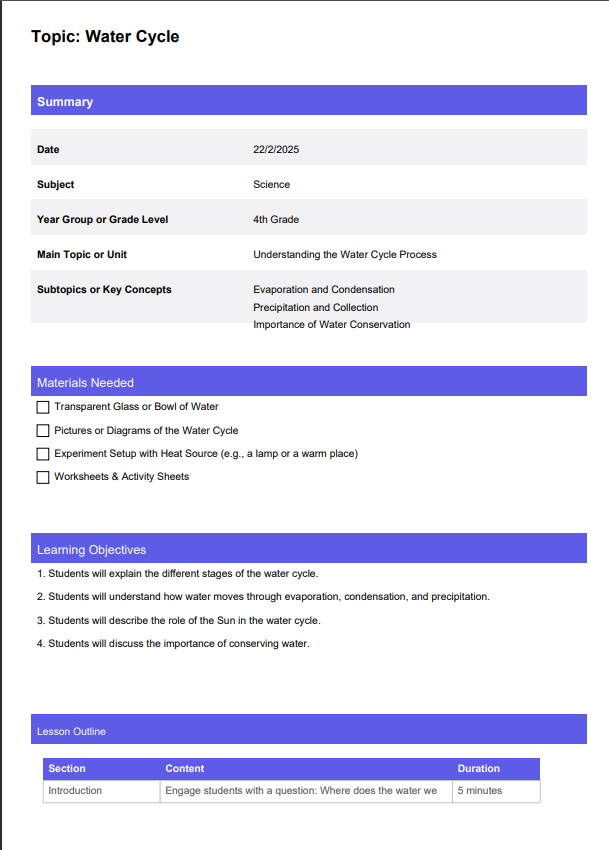 Topic: Water Cycle
Summary
Date 22/2/2025
Subject Science
Year Group or Grade Level 4th Grade
Main Topic or Unit Understanding the Water Cycle Process
Subtopics or Key Concepts Evaporation and Condensation
Precipitation and Collection
Importance of Water Conservation
Materials Needed
Transparent Glass or Bowl of Water
Pictures or Diagrams of the Water Cycle
Experiment Setup with Heat Source (e.g., a lamp or a warm place)
Worksheets & Activity Sheets
Learning Objectives
1. Students will explain the different stages of the water cycle.
2. Students will understand how water moves through evaporation, condensation, and precipitation.
3. Students will describe the role of the Sun in the water cycle.
4. Students will discuss the importance of conserving water.
Lesson Outline
Section Content Duration
Introduction Engage students with a question: Where does the water we 5 minutes